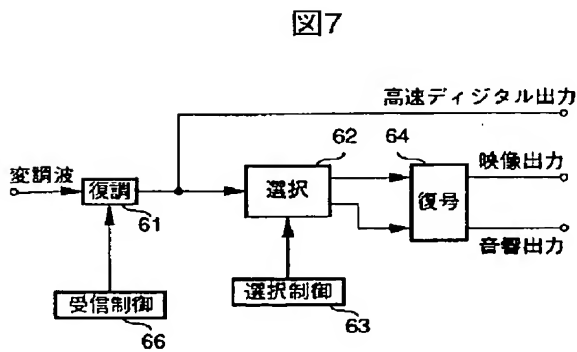 図7
高速ディジタル出力
62
64
変調波
復調
選択
復号
映像出力
61
音響出力
受信制御
選択制御
66
63